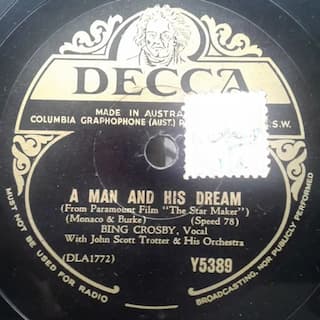 DECCA
MADE IN AUSTRA
COLUMBIA GRAPHOPHONE (AUST.) P .S.W.
A MAN AND HIS DREAM
(From Paramount Film "The Star Maker")
(Monaco & Burke) (Speed 78)
BING CROSBY, Vocal
With John Scott Trotter & His Orchestra
(DLA1772) Y5389
MUST NOT BE USED FOR RADIO
BROADCASTING, NOR PUBLICLY PERFORMED